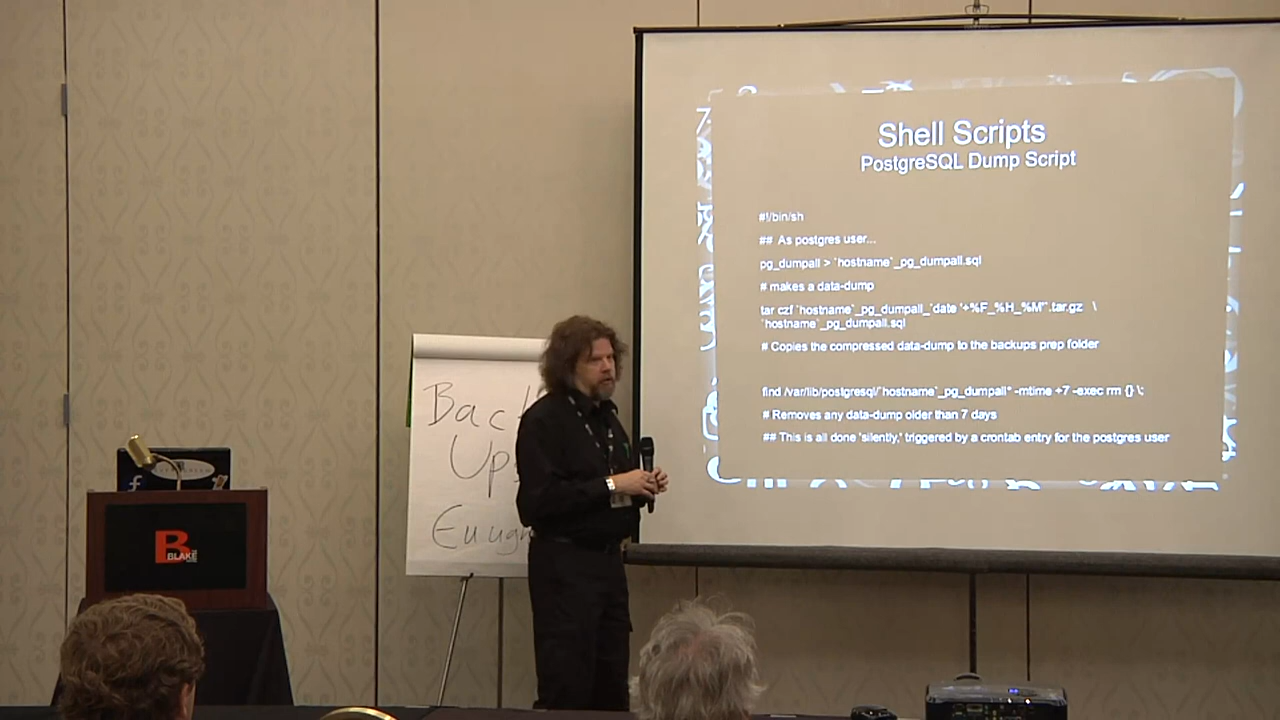 Shell Scripts
PostgreSQL Dump Script
#!/bin/sh
## As postgres user...
pg_dumpall > `hostname`_pg_dumpall.sql
# makes a data-dump
tar czf `hostname`_pg_dumpall_`date '+%F_%H_%M'`.tar.gz \
`hostname`_pg_dumpall.sql
# Copies the compressed data-dump to the backups prep folder
find /var/lib/postgresql/`hostname`_pg_dumpall* -mtime +7 -exec rm {} \;
# Removes any data-dump older than 7 days
## This is all done "silently," triggered by a crontab entry for the postgres user
Back
Ups
B
BLAKE
f